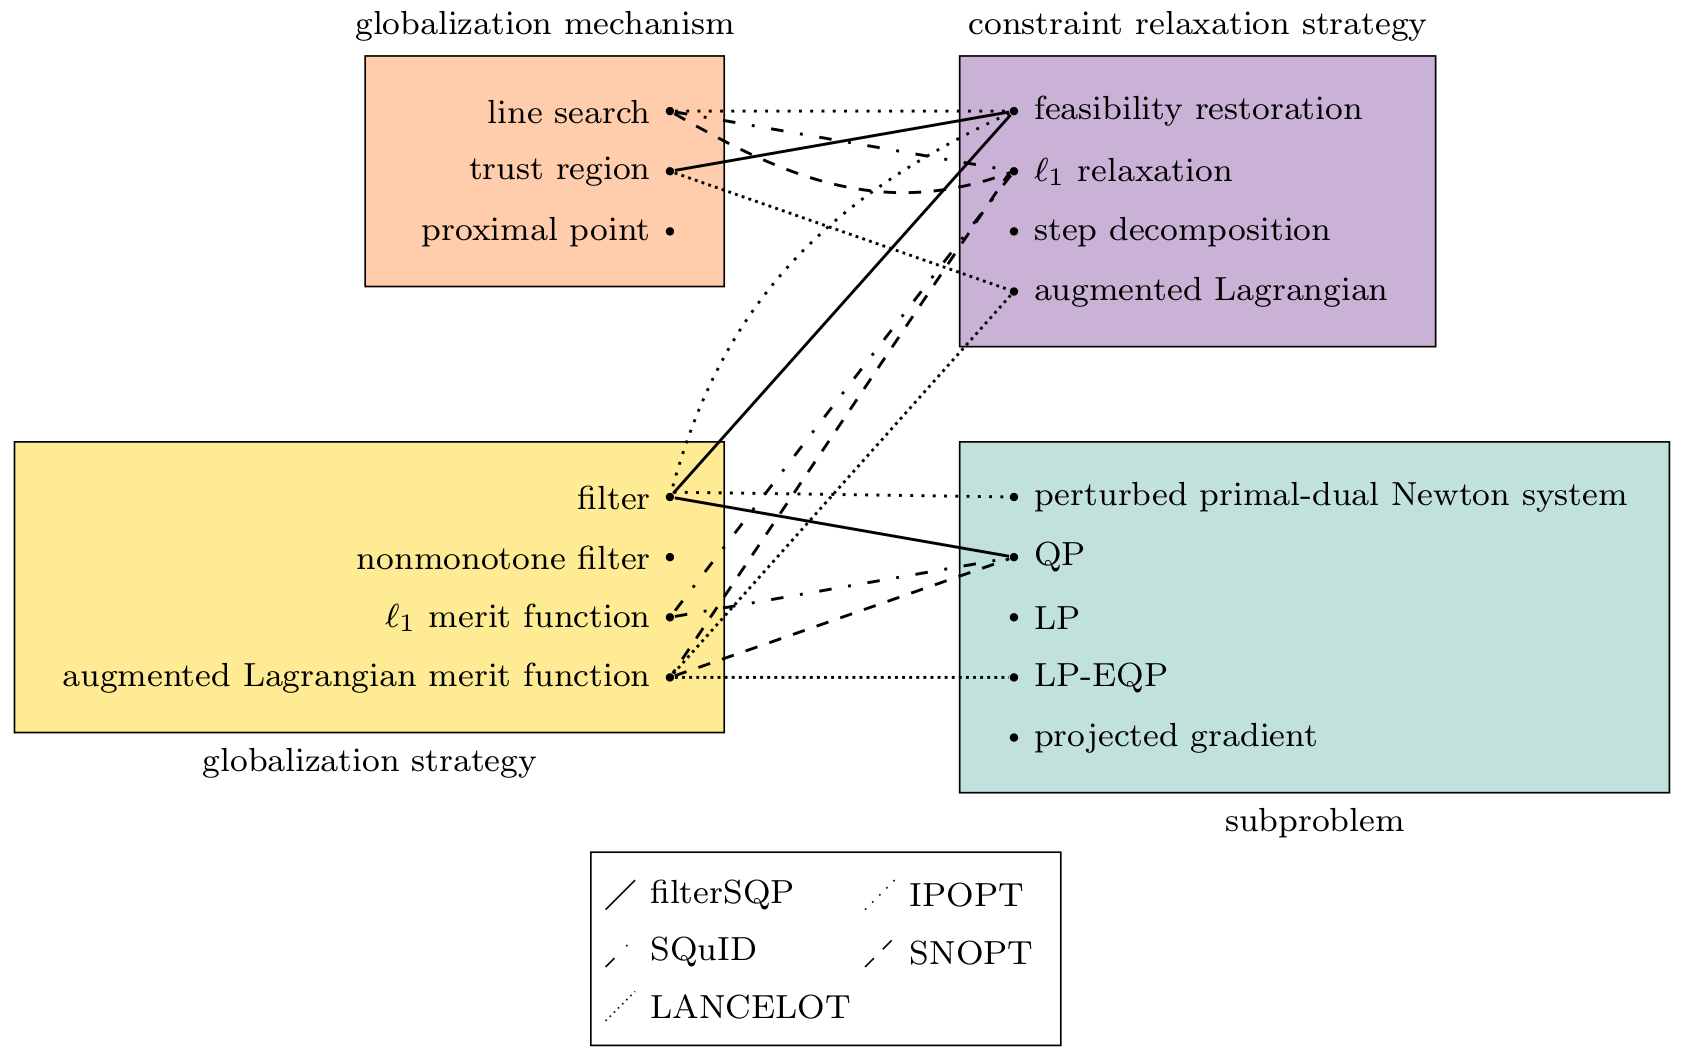 globalization mechanism
line search
trust region
proximal point
constraint relaxation strategy
feasibility restoration
ℓ1 relaxation
step decomposition
augmented Lagrangian
filter
nonmonotone filter
ℓ1 merit function
augmented Lagrangian merit function
globalization strategy
perturbed primal-dual Newton system
QP
LP
LP-EQP
projected gradient
subproblem
filterSQP
IPOPT
SQuID
SNOPT
LANCELOT